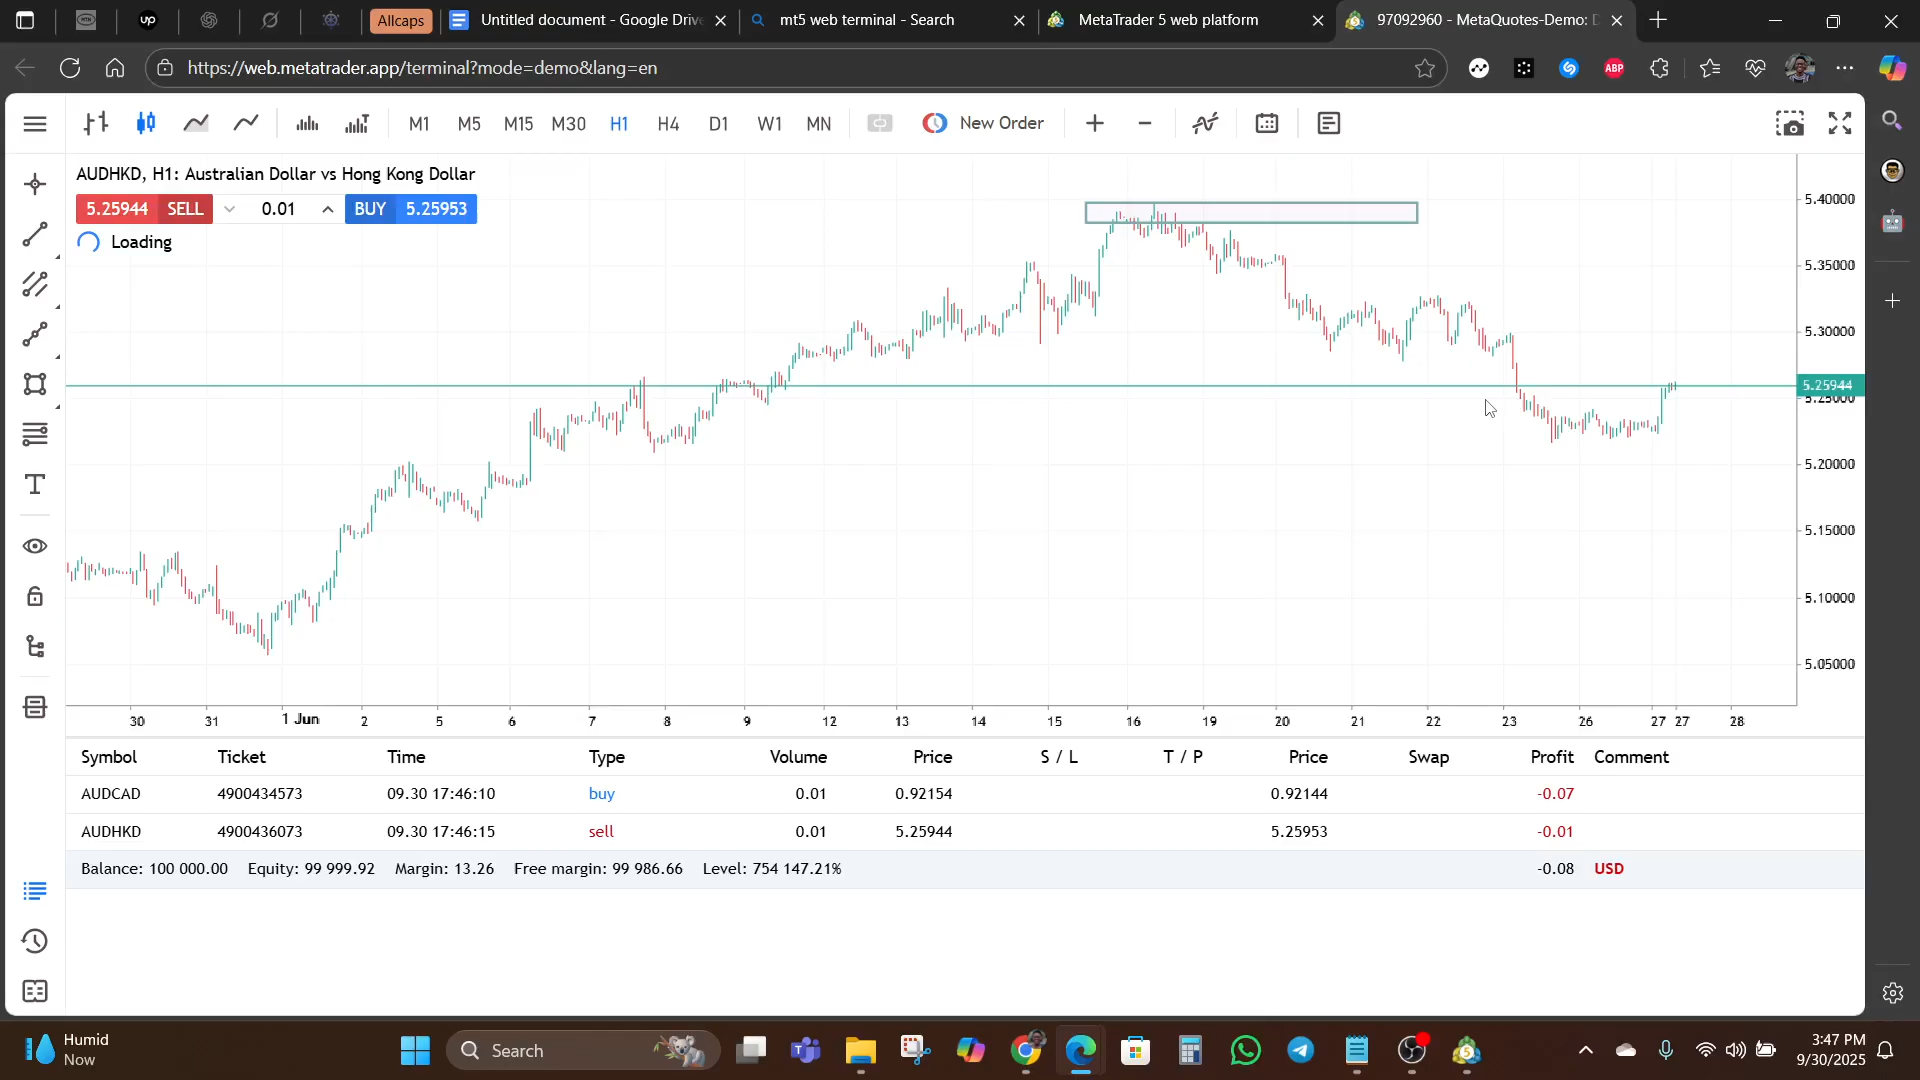 Allcaps
Untitled document - Google Drive
mt5 web terminal - Search
MetaTrader 5 web platform
97092960 - MetaQuotes-Demo: D
https://web.metatrader.app/terminal?mode=demo&lang=en
ABP
M1 M5 M15 M30 H1 H4 D1 W1 MN New Order
AUDHKD, H1: Australian Dollar vs Hong Kong Dollar
5.25944 SELL 0.01 BUY 5.25953
Loading
5.40000
5.35000
5.30000
5.25944
5.25000
5.20000
5.15000
5.10000
5.05000
30 31 1 Jun 2 5 6 7 8 9 12 13 14 15 16 19 20 21 22 23 26 27 27 28
Symbol Ticket Time Type Volume Price S / L T / P Price Swap Profit Comment
AUDCAD 4900434573 09.30 17:46:10 buy 0.01 0.92154 0.92144 -0.07
AUDHKD 4900436073 09.30 17:46:15 sell 0.01 5.25944 5.25953 -0.01
Balance: 100 000.00 Equity: 99 999.92 Margin: 13.26 Free margin: 99 986.66 Level: 754 147.21% -0.08 USD
Humid
Now
Search
3:47 PM
9/30/2025